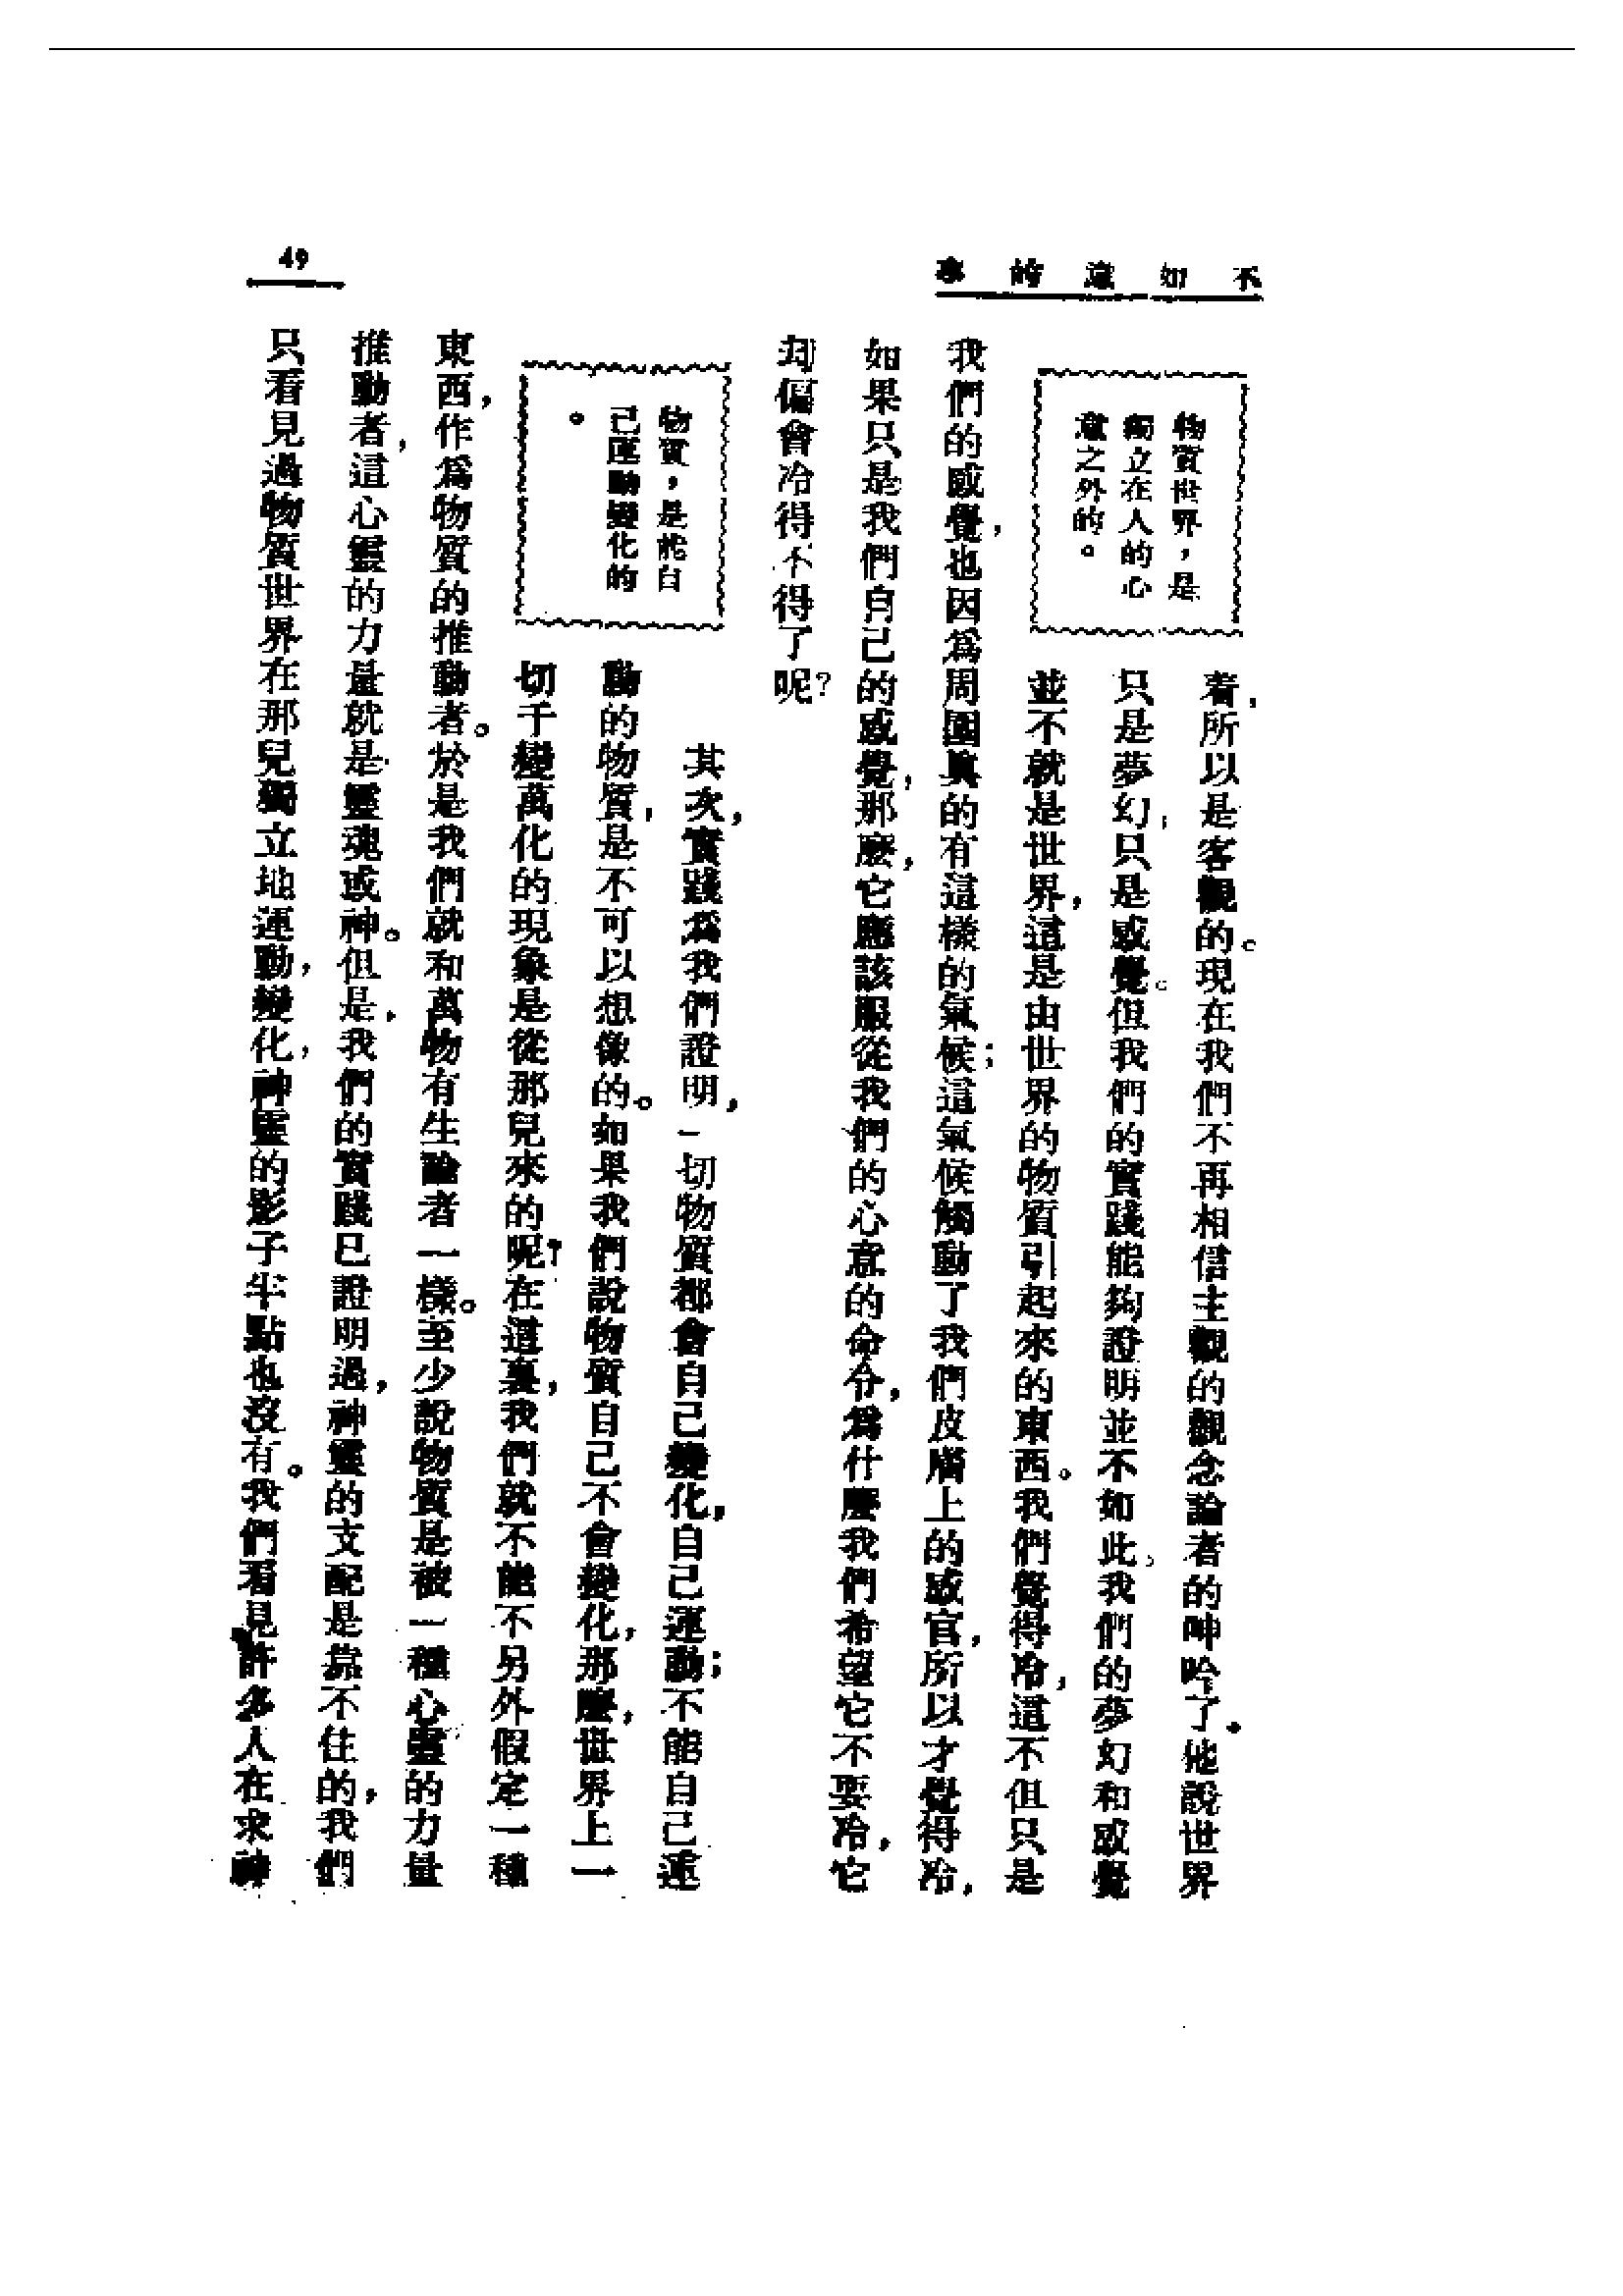 不如意的事
49
物質世界，是
獨立在人的心
意之外的。
着，所以是客觀的。現在我們不再相信主觀的觀念論者的呻吟了。他說世界
只是夢幻，只是感覺。但我們的實踐能夠證明並不如此。我們的夢幻和感覺
並不就是世界，這是由世界的物質引起來的東西。我們覺得冷，這不但只是
我們的感覺，也因爲周圍真的有這樣的氣候；這氣候觸動了我們皮膚上的感官，所以才覺得冷，
如果只是我們自己的感覺，那麼，它應該服從我們的心意的命令，爲什麼我們希望它不要冷，它
却偏會冷得不得了呢？
物質，是能自
己運動變化的
。
其次，實踐爲我們證明，一切物質都會自己變化，自己運動；不能自己運
動的物質，是不可以想像的。如果我們說物質自己不會變化，那麼，世界上一
切千變萬化的現象是從那兒來的呢？在這裏，我們就不能不另外假定一種
東西，作爲物質的推動者。於是我們就和萬物有生論者一樣。至少說物質是被一種心靈的力量
推動者，這心靈的力量就是靈魂或神。但是，我們的實踐已證明過，神靈的支配是靠不住的，我們
只看見過物質世界在那兒獨立地運動，變化，神靈的影子半點也沒有。我們看見許多人在求神